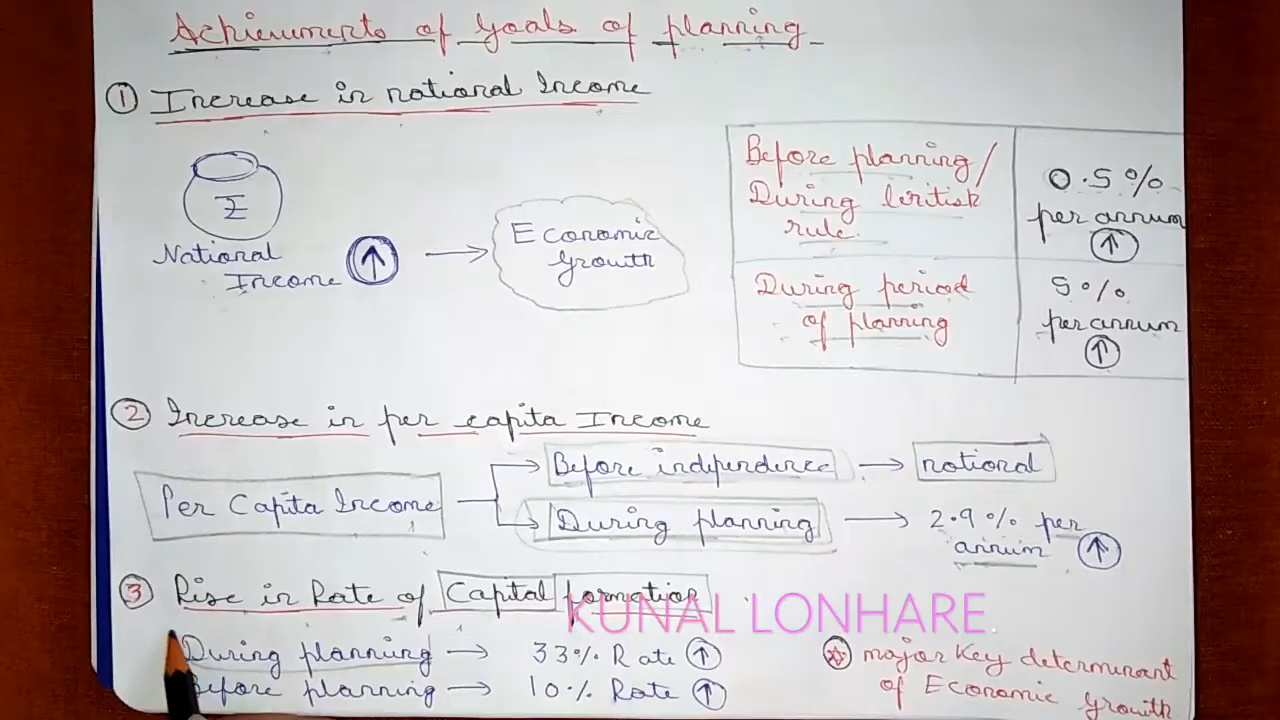 Achievments of Goals of planning
① Increase in national Income
₹
National Income ↑ → Economic Growth
Before planning/ During british rule. 0.5% per annum ↑
During period of planning 5% per annum ↑
② Increase in per capita Income
Per Capita Income
Before independence → notional
During planning → 2.9% per annum ↑
③ Rise in Rate of Capital formation
KUNAL LONHARE
During planning → 33% Rate ↑
Before planning → 10% Rate ↑
major Key determinant
of Economic Growth